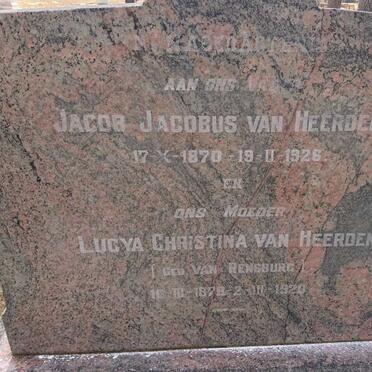 AAN ONS
JACOB JACOBUS VAN HEERDEN
17-X-1870-19-II-1926.
EN
ONS MOEDER
LUCYA CHRISTINA VAN HEERDEN
(GEB VAN RENSBURG